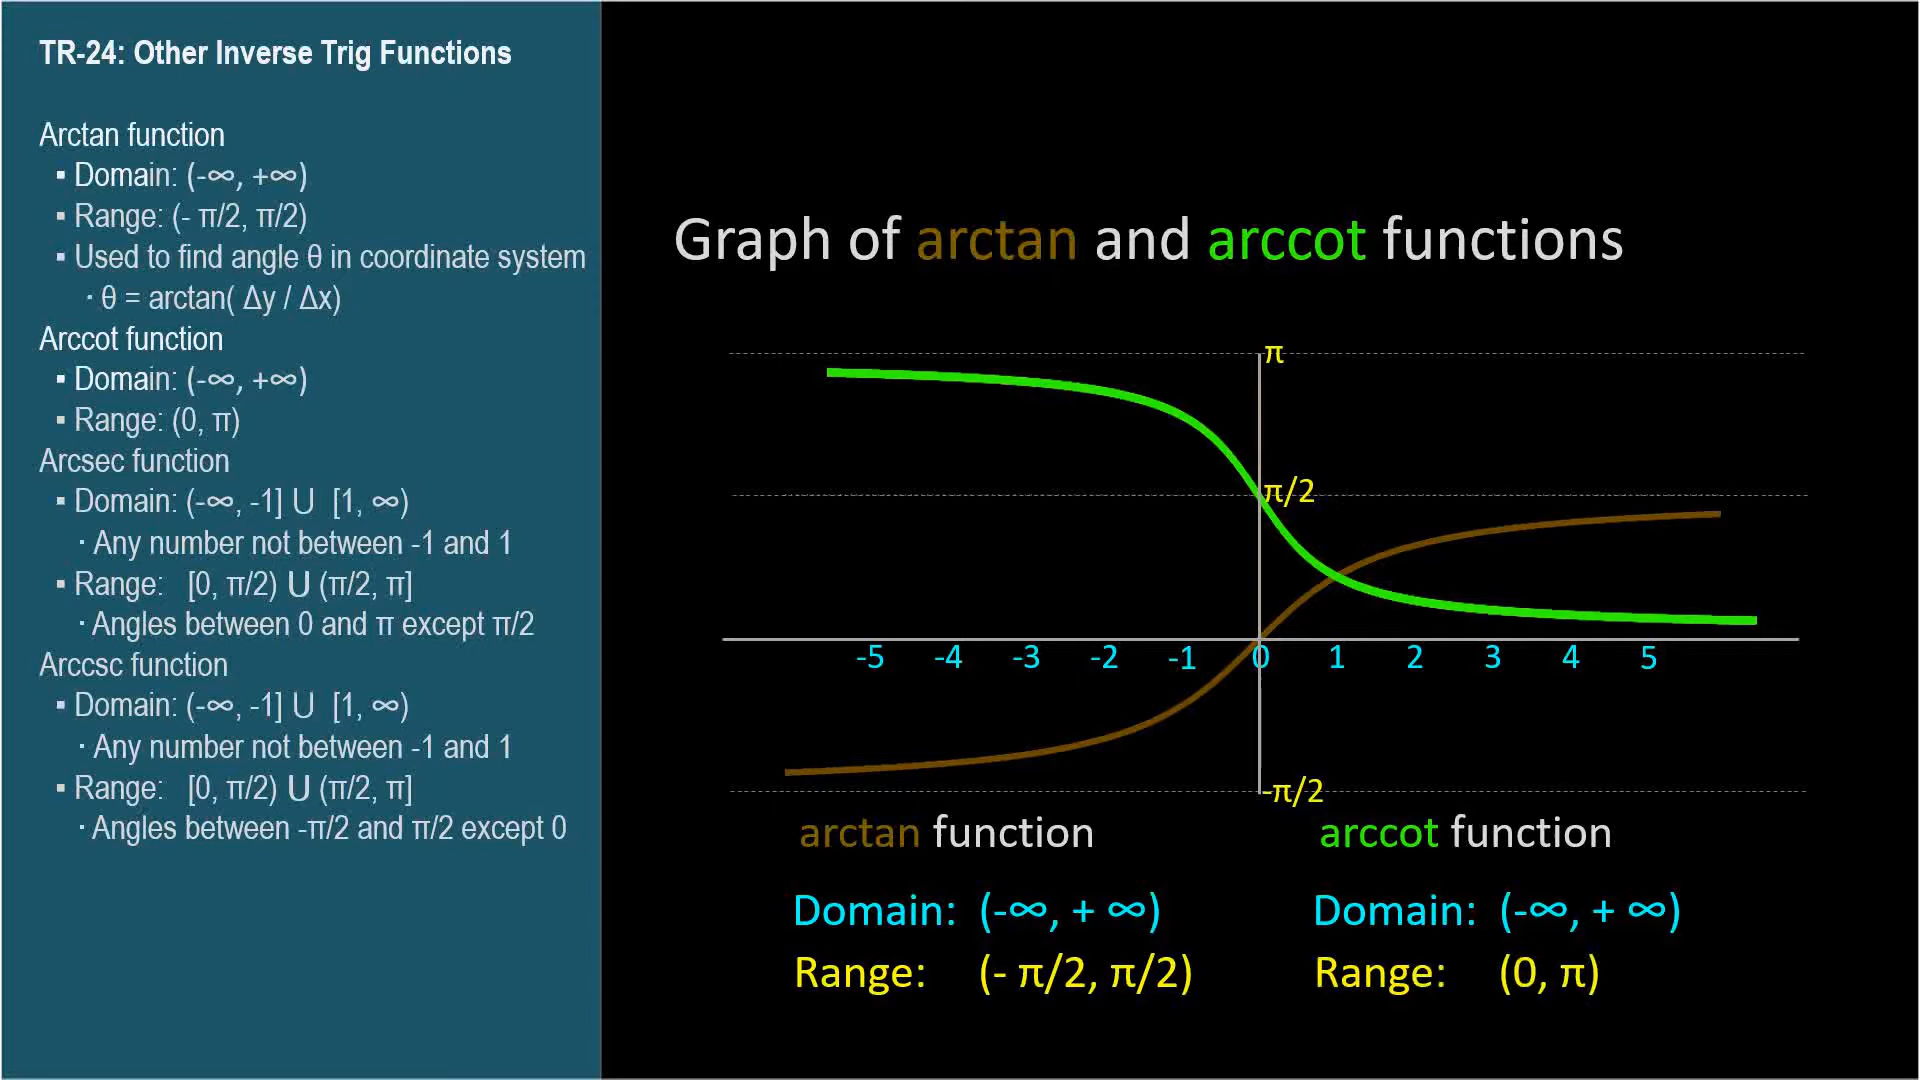 TR-24: Other Inverse Trig Functions
Arctan function
▪ Domain: (-∞, +∞)
▪ Range: (- π/2, π/2)
▪ Used to find angle θ in coordinate system
· θ = arctan( Δy / Δx)
Arccot function
▪ Domain: (-∞, +∞)
▪ Range: (0, π)
Arcsec function
▪ Domain: (-∞, -1] U [1, ∞)
· Any number not between -1 and 1
▪ Range: [0, π/2) U (π/2, π]
· Angles between 0 and π except π/2
Arccsc function
▪ Domain: (-∞, -1] U [1, ∞)
· Any number not between -1 and 1
▪ Range: [0, π/2) U (π/2, π]
· Angles between -π/2 and π/2 except 0
Graph of arctan and arccot functions
π
π/2
-5 -4 -3 -2 -1 0 1 2 3 4 5
-π/2
arctan function
Domain: (-∞, + ∞)
Range: (- π/2, π/2)
arccot function
Domain: (-∞, + ∞)
Range: (0, π)